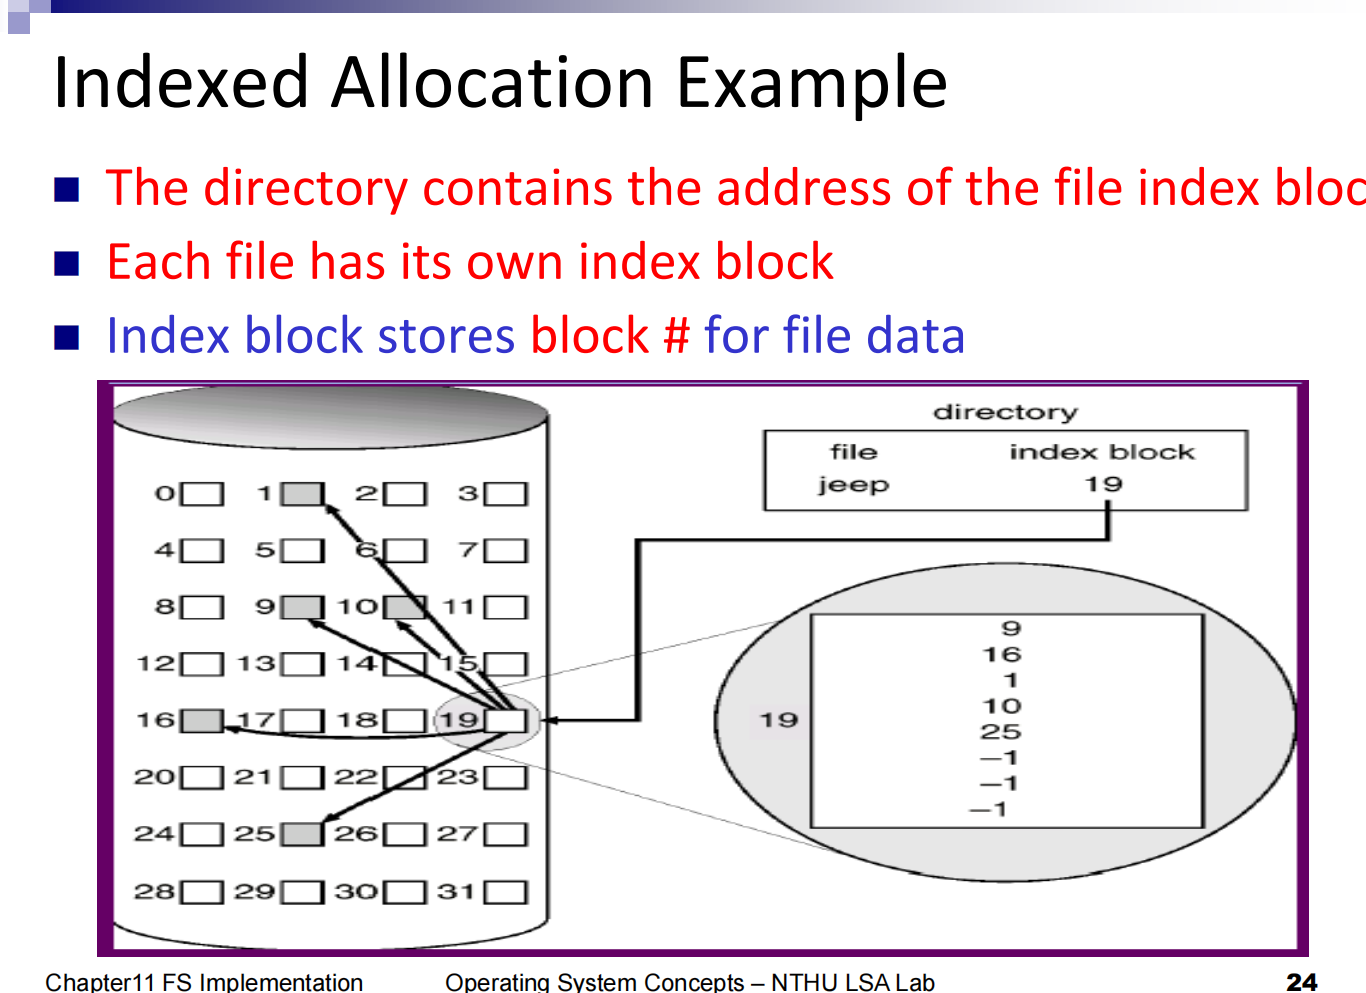 Indexed Allocation Example
The directory contains the address of the file index
Each file has its own index block
Index block stores block # for file data
directory
file index block
jeep 19
0 1 2 3
4 5 6 7
8 9 10 11
12 13 14 15
16 17 18 19
20 21 22 23
24 25 26 27
28 29 30 31
19
9
16
1
10
25
–1
–1
–1
Chapter11 FS Implementation Operating System Concepts – NTHU LSA Lab 24